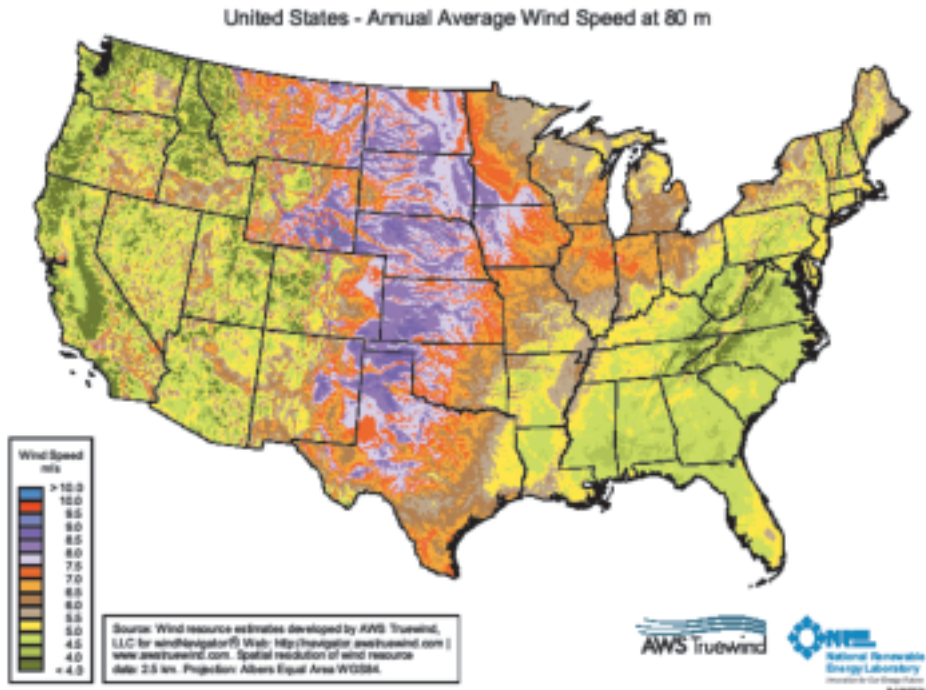 United States - Annual Average Wind Speed at 80 m
Wind Speed
m/s
> 10.0
10.0
9.5
9.0
8.5
8.0
7.5
7.0
6.5
6.0
5.5
5.0
4.5
4.0
< 4.0
Source: Wind resource estimates developed by AWS Truewind,
LLC for windNavigator® Web: http://navigator.awstruewind.com |
www.awstruewind.com. Spatial resolution of wind resource
data: 2.5 km. Projection: Albers Equal Area WGS84.
AWS Truewind
NREL
National Renewable
Energy Laboratory